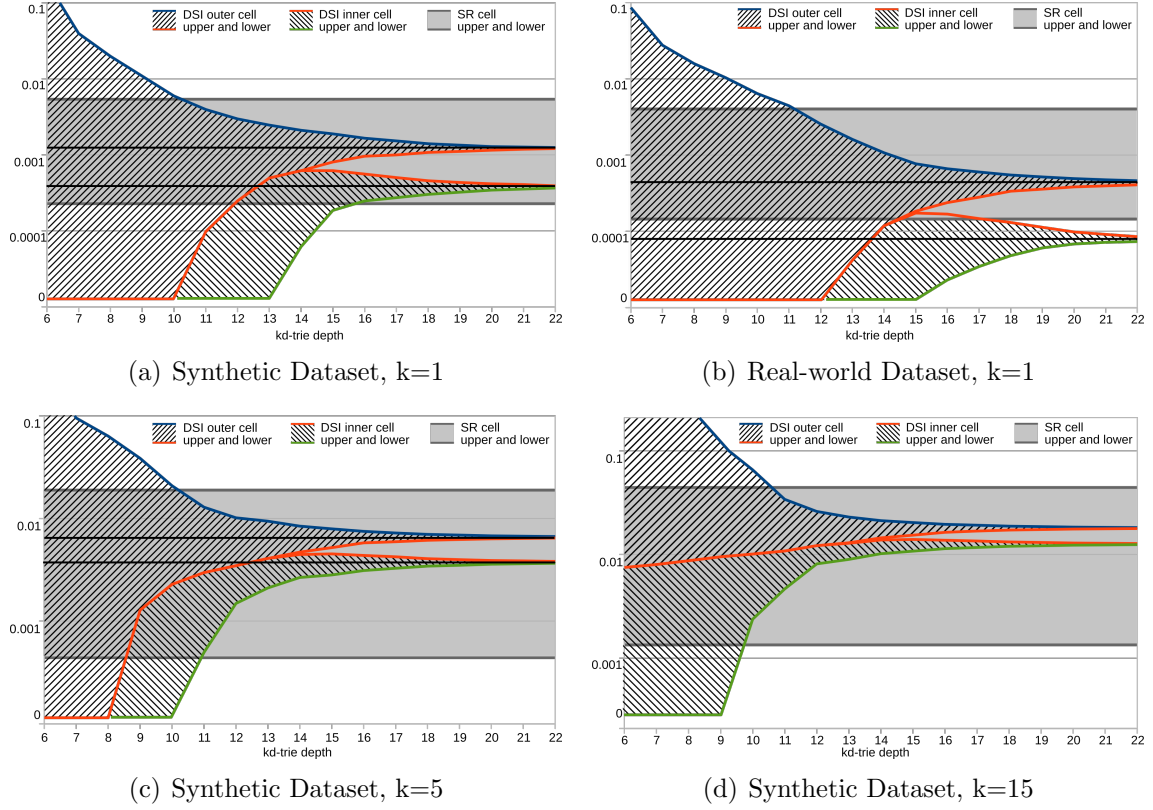 DSI outer cell
upper and lower
DSI inner cell
upper and lower
SR cell
upper and lower
0.1
0.01
0.001
0.0001
0
6 7 8 9 10 11 12 13 14 15 16 17 18 19 20 21 22
kd-trie depth
(a) Synthetic Dataset, k=1
DSI outer cell
upper and lower
DSI inner cell
upper and lower
SR cell
upper and lower
0.1
0.01
0.001
0.0001
0
6 7 8 9 10 11 12 13 14 15 16 17 18 19 20 21 22
kd-trie depth
(b) Real-world Dataset, k=1
DSI outer cell
upper and lower
DSI inner cell
upper and lower
SR cell
upper and lower
0.1
0.01
0.001
0
6 7 8 9 10 11 12 13 14 15 16 17 18 19 20 21 22
kd-trie depth
(c) Synthetic Dataset, k=5
DSI outer cell
upper and lower
DSI inner cell
upper and lower
SR cell
upper and lower
0.1
0.01
0.001
0
6 7 8 9 10 11 12 13 14 15 16 17 18 19 20 21 22
kd-trie depth
(d) Synthetic Dataset, k=15